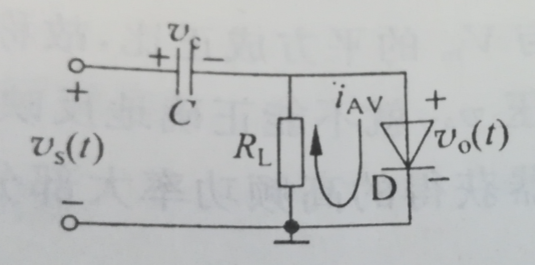 v_c
+ −
C
+
v_s(t)
−
R_L
i_AV
+
v_o(t)
D −